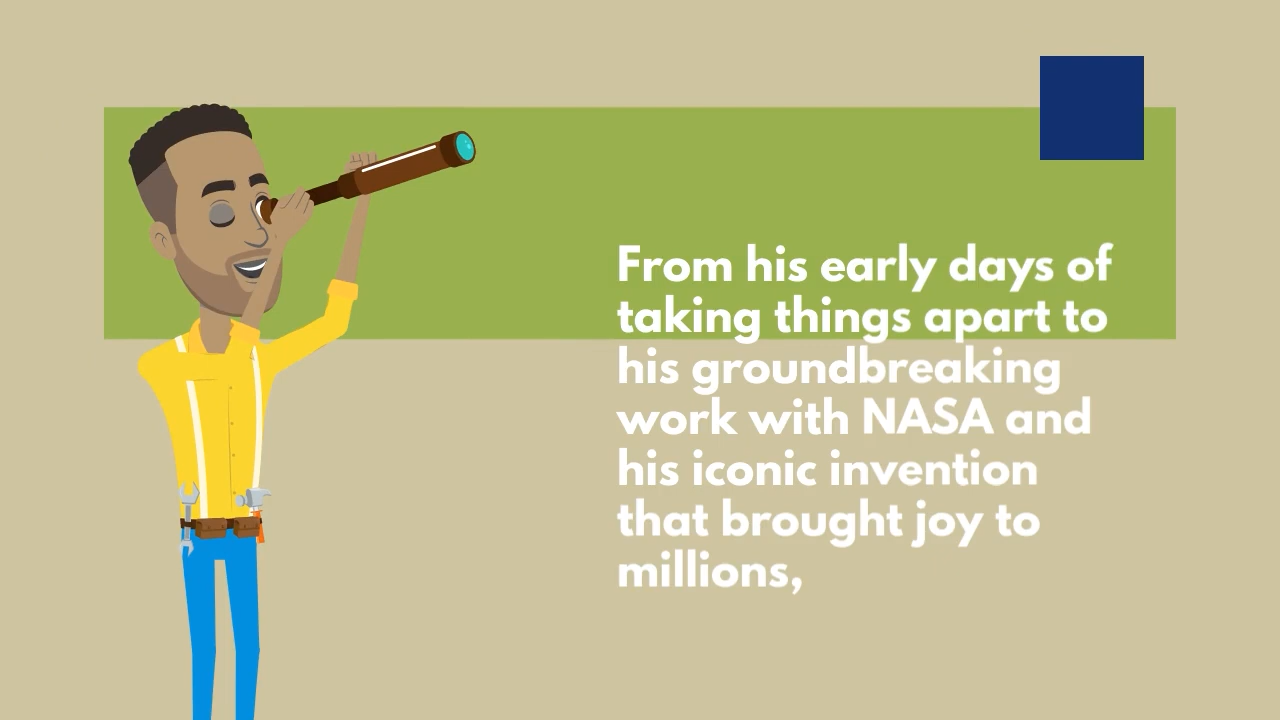 From his early days of
taking things apart to
his groundbreaking
work with NASA and
his iconic invention
that brought joy to
millions,